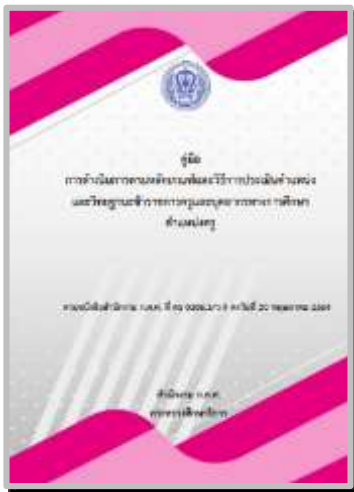 คู่มือ
การดำเนินการตามหลักเกณฑ์และวิธีการประเมินตำแหน่ง
และวิทยฐานะข้าราชการครูและบุคลากรทางการศึกษา
ตำแหน่งครู
ตามหนังสือสำนักงาน ก.ค.ศ. ที่ ศธ 0206.3/ว 9 ลงวันที่ 20 พฤษภาคม 2564
สำนักงาน ก.ค.ศ.
กระทรวงศึกษาธิการ